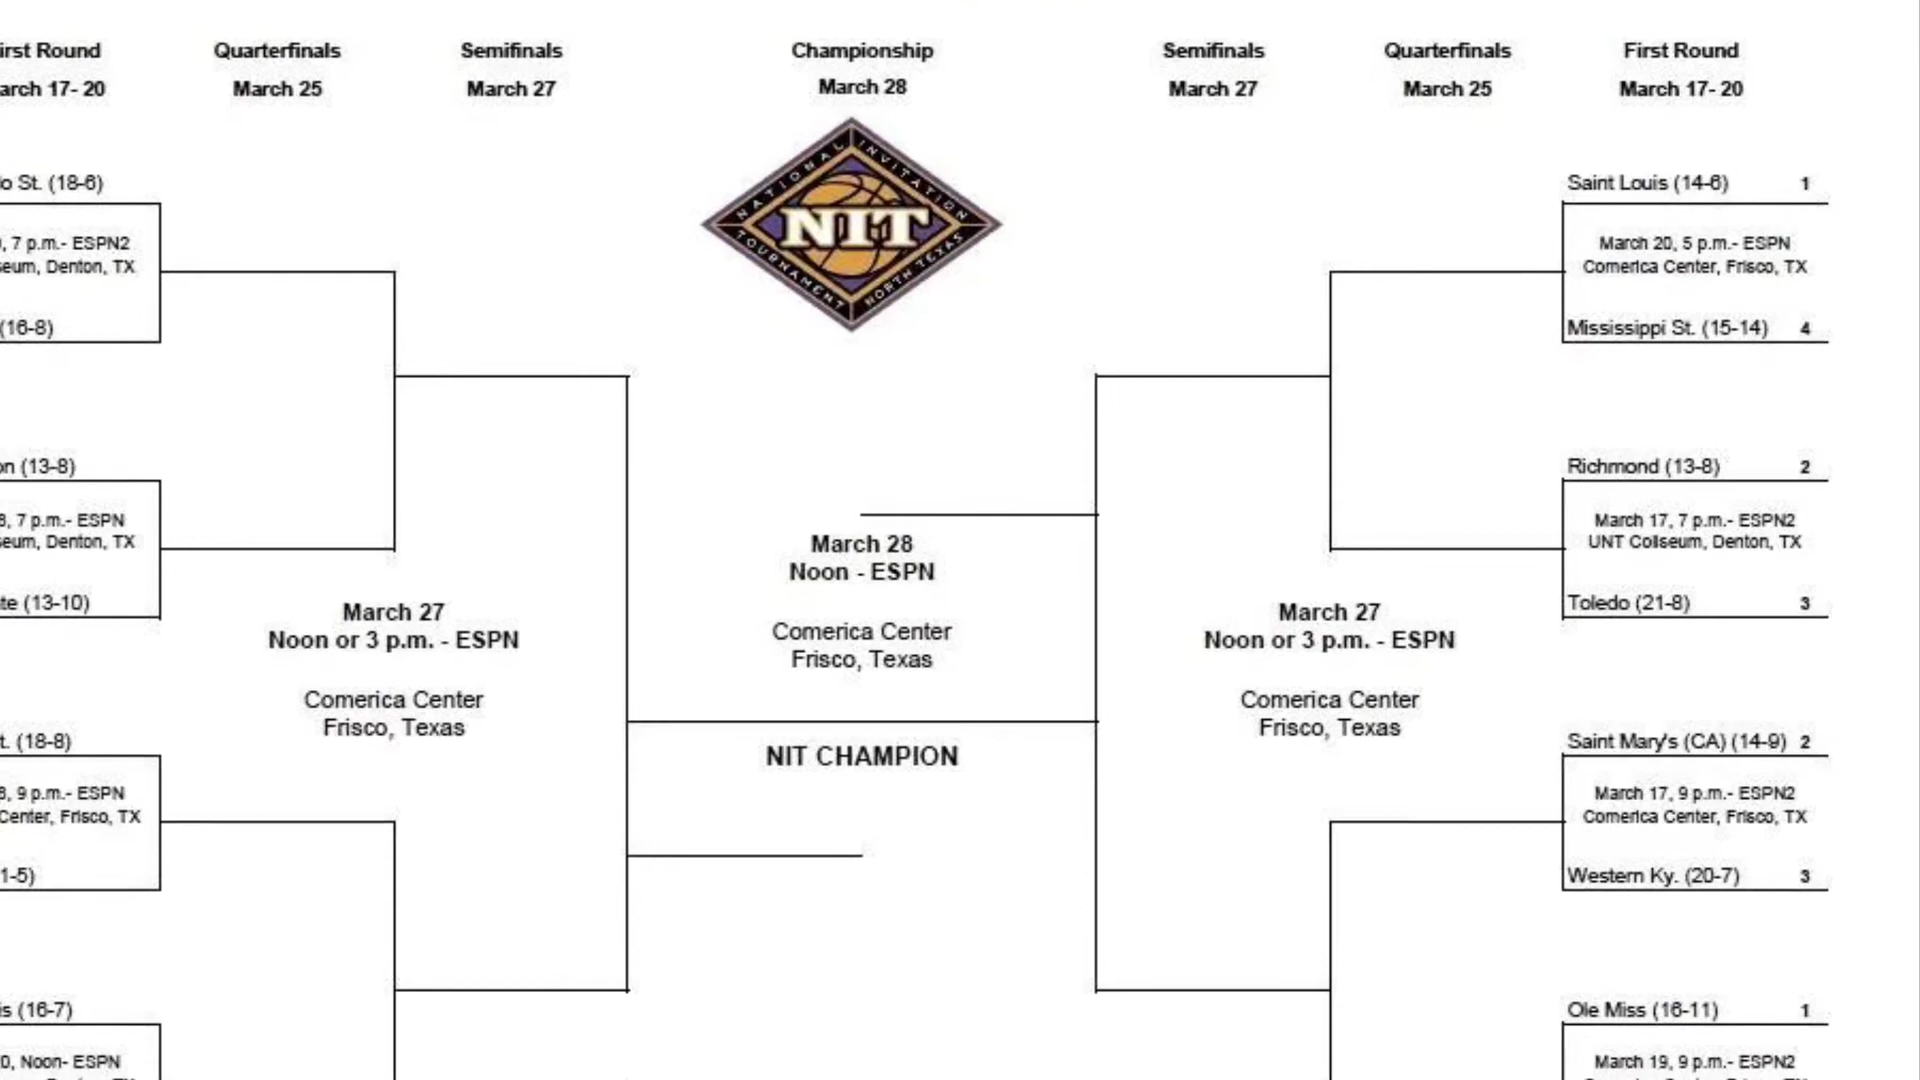 irst Round
arch 17- 20
Quarterfinals
March 25
Semifinals
March 27
Championship
March 28
Semifinals
March 27
Quarterfinals
March 25
First Round
March 17- 20
NATIONAL INVITATION
NIT
TOURNAMENT NORTH TEXAS
o St. (18-6)
, 7 p.m.- ESPN2
seum, Denton, TX
(16-8)
on (13-8)
8, 7 p.m.- ESPN
seum, Denton, TX
te (13-10)
March 27
Noon or 3 p.m. - ESPN
Comerica Center
Frisco, Texas
t. (18-8)
8, 9 p.m.- ESPN
Center, Frisco, TX
1-5)
is (16-7)
0, Noon- ESPN
March 28
Noon - ESPN
Comerica Center
Frisco, Texas
NIT CHAMPION
March 27
Noon or 3 p.m. - ESPN
Comerica Center
Frisco, Texas
Saint Louis (14-6) 1
March 20, 5 p.m.- ESPN
Comerica Center, Frisco, TX
Mississippi St. (15-14) 4
Richmond (13-8) 2
March 17, 7 p.m.- ESPN2
UNT Coliseum, Denton, TX
Toledo (21-8) 3
Saint Mary's (CA) (14-9) 2
March 17, 9 p.m.- ESPN2
Comerica Center, Frisco, TX
Western Ky. (20-7) 3
Ole Miss (16-11) 1
March 19, 9 p.m.- ESPN2